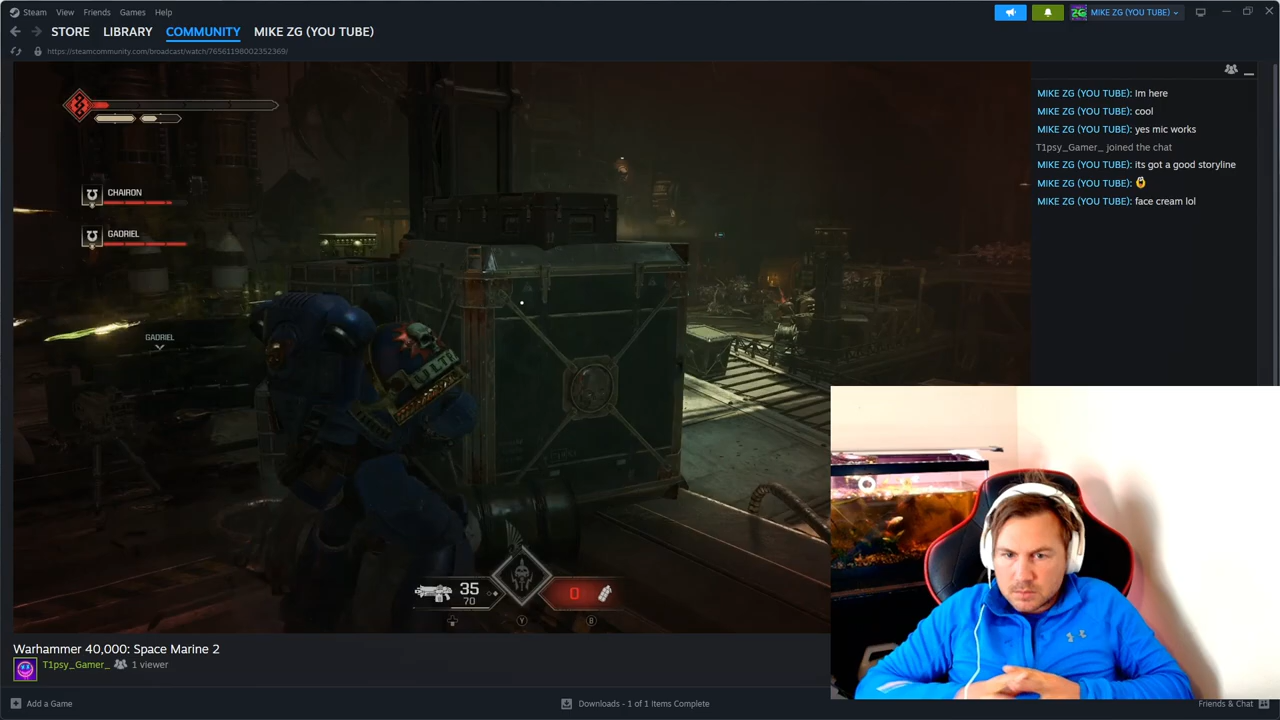 Steam View Friends Games Help
MIKE ZG (YOU TUBE)
STORE LIBRARY COMMUNITY MIKE ZG (YOU TUBE)
https://steamcommunity.com/broadcast/watch/76561198002352369/
MIKE ZG (YOU TUBE): Im here
MIKE ZG (YOU TUBE): cool
MIKE ZG (YOU TUBE): yes mic works
T1psy_Gamer_ joined the chat
MIKE ZG (YOU TUBE): its got a good storyline
MIKE ZG (YOU TUBE):
MIKE ZG (YOU TUBE): face cream lol
CHAIRON
GADRIEL
GADRIEL
35
70
0
Y
B
Warhammer 40,000: Space Marine 2
T1psy_Gamer_ 1 viewer
Add a Game
Downloads - 1 of 1 Items Complete
Friends & Chat